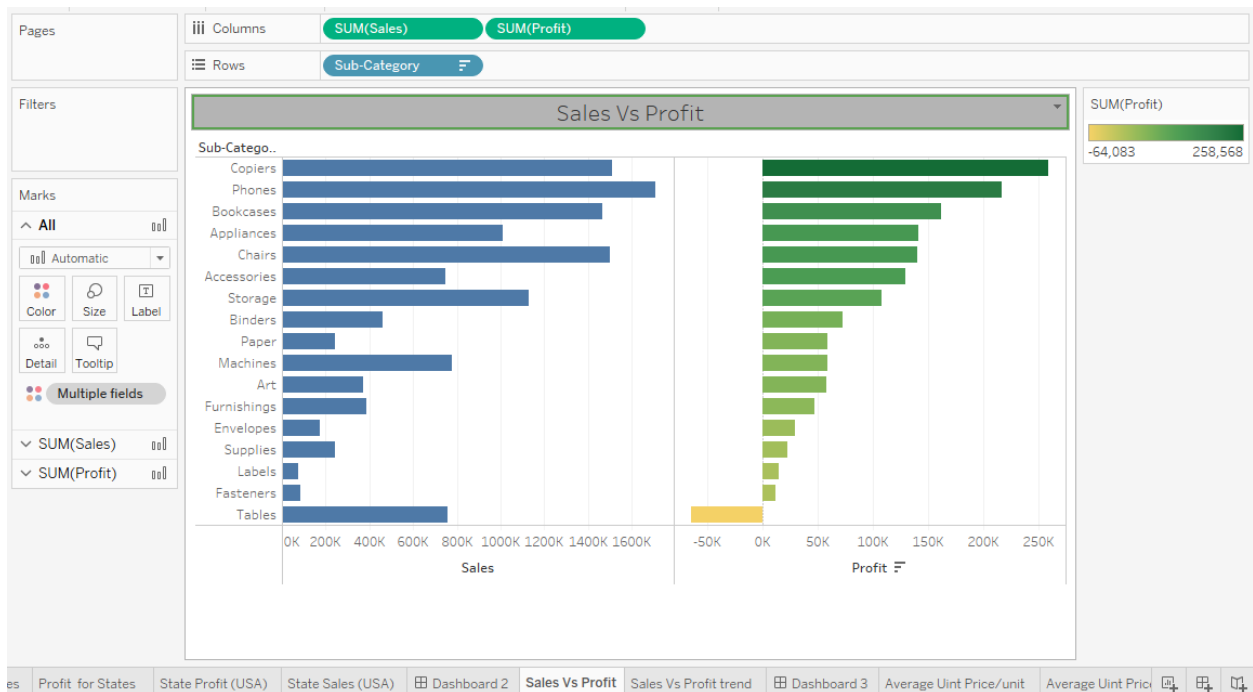 Pages
Columns
SUM(Sales)
SUM(Profit)
Rows
Sub-Category
Filters
Sales Vs Profit
SUM(Profit)
-64,083
258,568
Marks
All
Automatic
Color
Size
Label
Detail
Tooltip
Multiple fields
SUM(Sales)
SUM(Profit)
Sub-Catego..
Copiers
Phones
Bookcases
Appliances
Chairs
Accessories
Storage
Binders
Paper
Machines
Art
Furnishings
Envelopes
Supplies
Labels
Fasteners
Tables
0K 200K 400K 600K 800K 1000K 1200K 1400K 1600K
Sales
-50K 0K 50K 100K 150K 200K 250K
Profit
es
Profit for States
State Profit (USA)
State Sales (USA)
Dashboard 2
Sales Vs Profit
Sales Vs Profit trend
Dashboard 3
Average Uint Price/unit
Average Uint Pric